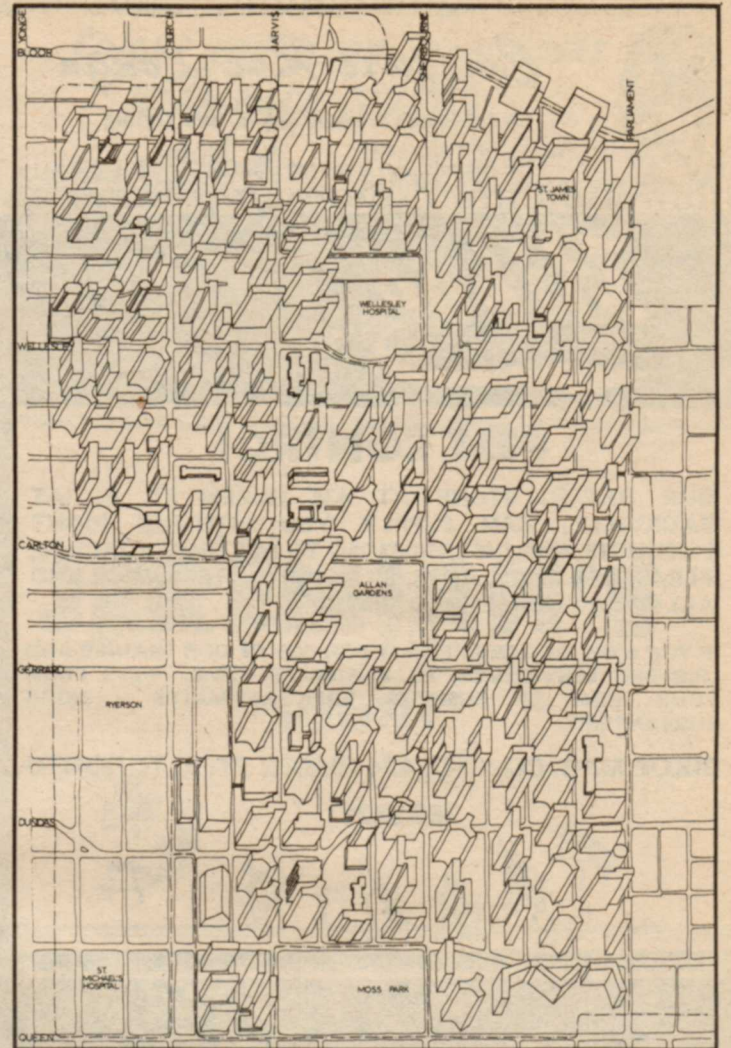 YONGE
CHURCH
JARVIS
SHERBOURNE
PARLIAMENT
BLOOR
ST. JAMES
TOWN
WELLESLEY
HOSPITAL
WELLESLEY
CARLTON
ALLAN
GARDENS
GERRARD
RYERSON
DUNDAS
ST.
MICHAEL'S
HOSPITAL
MOSS PARK
QUEEN